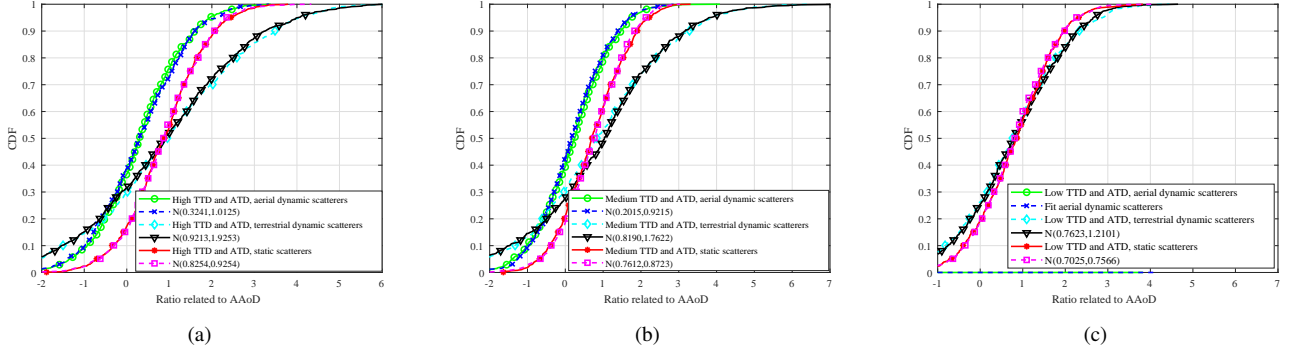 1
0.9
0.8
0.7
0.6
0.5
0.4
0.3
0.2
0.1
0
CDF
High TTD and ATD, aerial dynamic scatterers
N(0.3241,1.0125)
High TTD and ATD, terrestrial dynamic scatterers
N(0.9213,1.9253)
High TTD and ATD, static scatterers
N(0.8254,0.9254)
-2 -1 0 1 2 3 4 5 6
Ratio related to AAoD
(a)
1
0.9
0.8
0.7
0.6
0.5
0.4
0.3
0.2
0.1
0
CDF
Medium TTD and ATD, aerial dynamic scatterers
N(0.2015,0.9215)
Medium TTD and ATD, terrestrial dynamic scatterers
N(0.8190,1.7622)
Medium TTD and ATD, static scatterers
N(0.7612,0.8723)
-2 -1 0 1 2 3 4 5 6 7
Ratio related to AAoD
(b)
1
0.9
0.8
0.7
0.6
0.5
0.4
0.3
0.2
0.1
0
CDF
Low TTD and ATD, aerial dynamic scatterers
Fit aerial dynamic scatterers
Low TTD and ATD, terrestrial dynamic scatterers
N(0.7623,1.2101)
Low TTD and ATD, static scatterers
N(0.7025,0.7566)
-1 0 1 2 3 4 5 6 7
Ratio related to AAoD
(c)